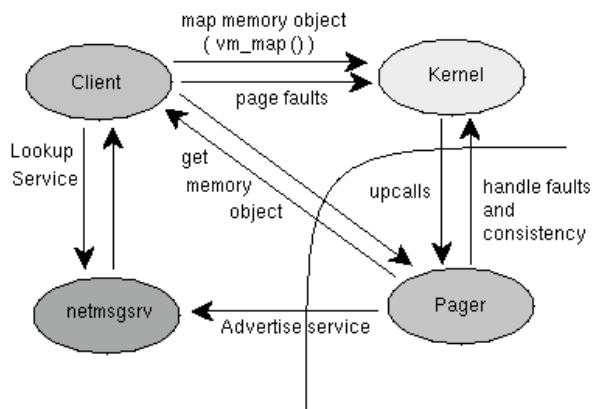 map memory object
( vm_map () )
Client
Kernel
page faults
Lookup
Service
get
memory
object
upcalls
handle faults
and
consistency
netmsgsrv
Advertise service
Pager